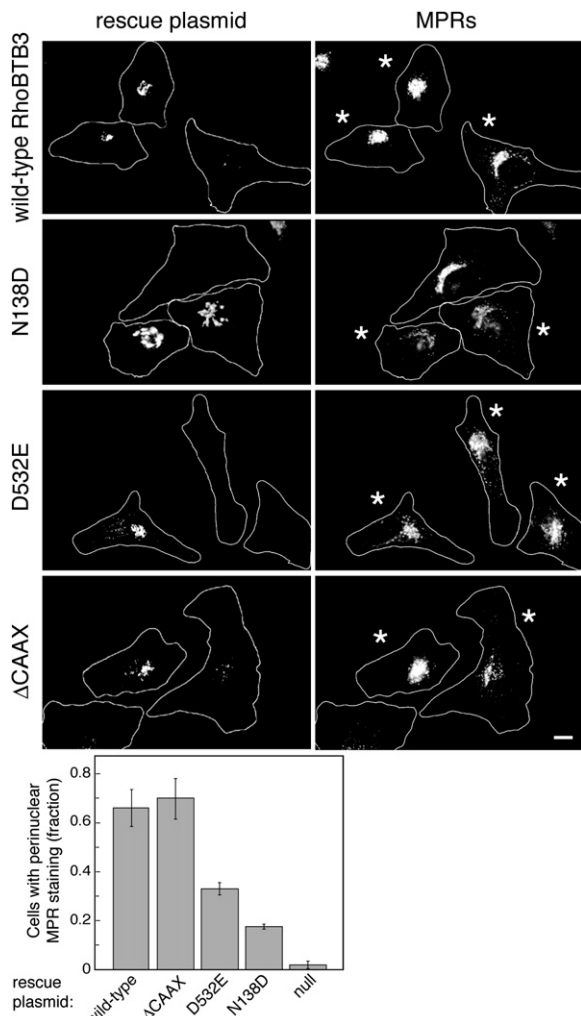 rescue plasmid MPRs
wild-type RhoBTB3
* * *
N138D
* *
D532E
* * *
ΔCAAX
* *
Cells with perinuclear
MPR staining (fraction)
0.8
0.6
0.4
0.2
0
rescue
plasmid:
wild-type ΔCAAX D532E N138D null